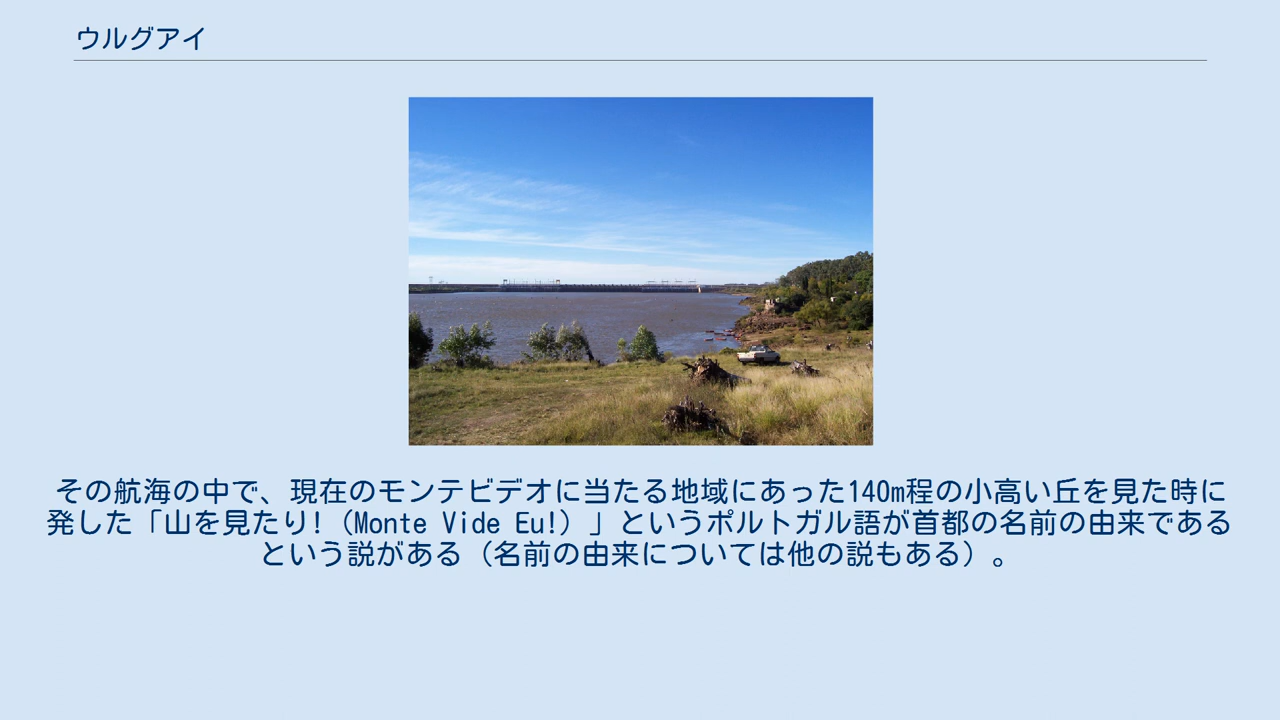 ウルグアイ
その航海の中で、現在のモンテビデオに当たる地域にあった140m程の小高い丘を見た時に
発した「山を見たり!（Monte Vide Eu!）」というポルトガル語が首都の名前の由来である
という説がある（名前の由来については他の説もある）。